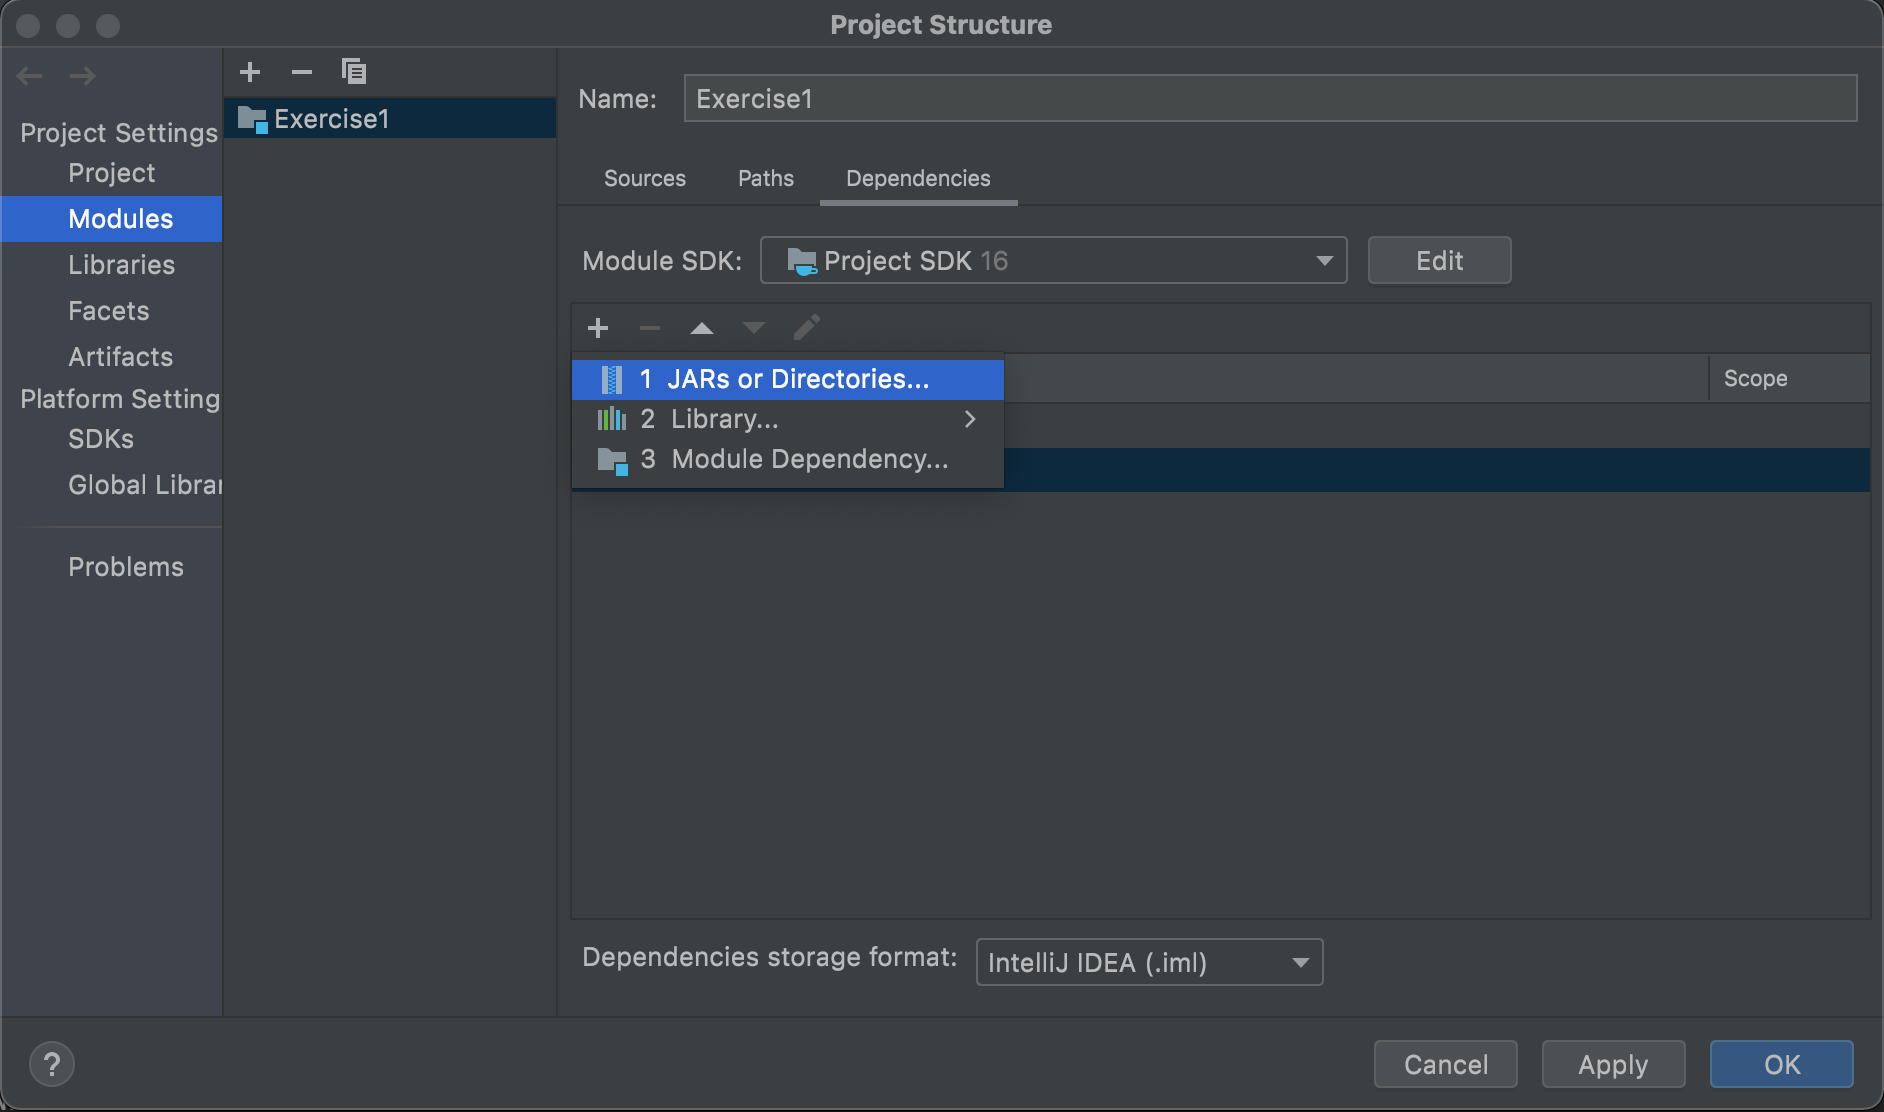 Project Structure
Project Settings
Project
Modules
Libraries
Facets
Artifacts
Platform Setting
SDKs
Global Librar
Problems
Exercise1
Name: Exercise1
Sources Paths Dependencies
Module SDK: Project SDK 16 Edit
1 JARs or Directories...
2 Library...
3 Module Dependency...
Scope
Dependencies storage format: IntelliJ IDEA (.iml)
? Cancel Apply OK